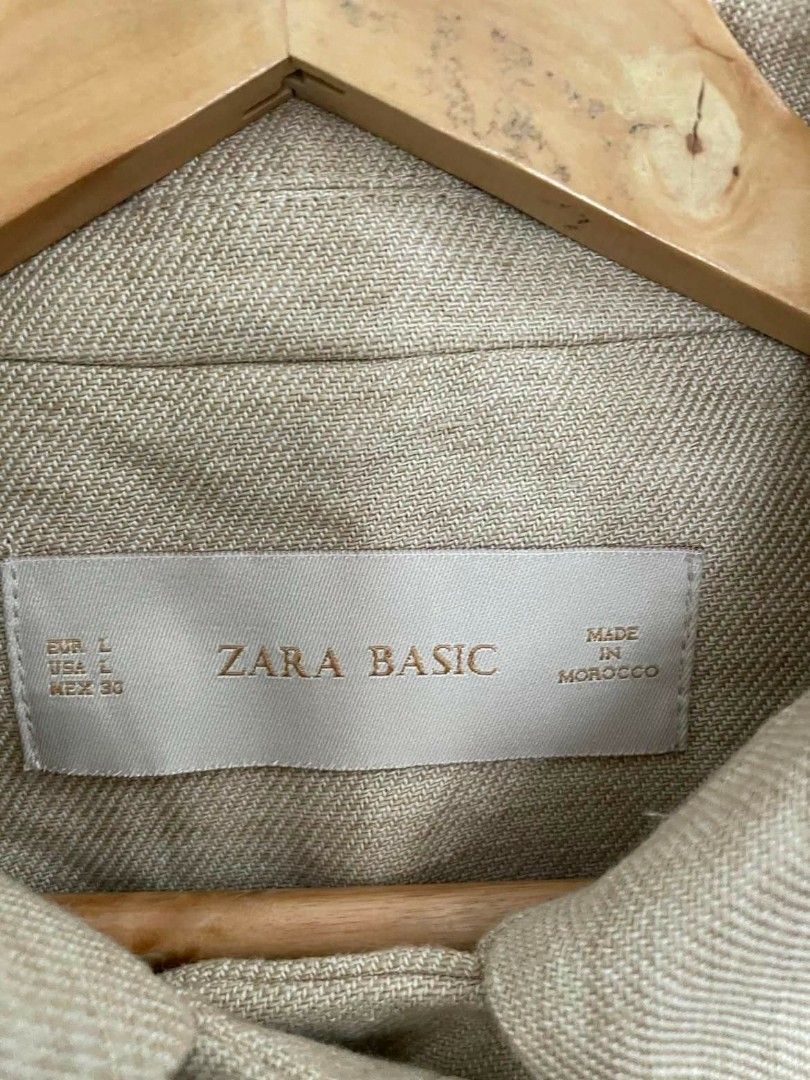 EUR L
USA L
MEX 30
ZARA BASIC
MADE
IN
MOROCCO